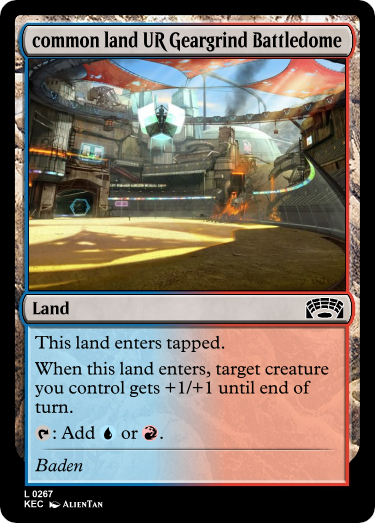 common land UR Geargrind Battledome
Land
This land enters tapped.
When this land enters, target creature
you control gets +1/+1 until end of
turn.
: Add or .
Baden
L 0267
KEC AlienTan